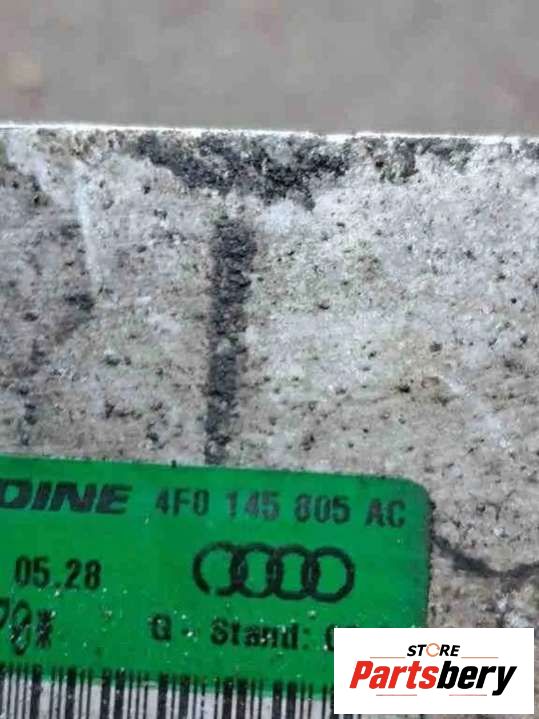 DINE 4F0 145 805 AC
05.28
G - Stand:
STORE
Partsbery